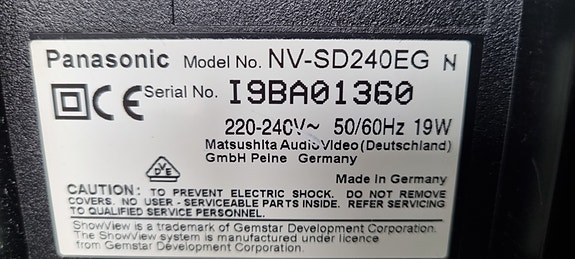 Panasonic Model No. NV-SD240EG N
CE Serial No. I9BA01360
220-240V~ 50/60Hz 19W
Matsushita Audio Video (Deutschland)
GmbH Peine Germany
VDE Made in Germany
CAUTION: TO PREVENT ELECTRIC SHOCK. DO NOT REMOVE
COVERS. NO USER-SERVICEABLE PARTS INSIDE. REFER SERVICING
TO QUALIFIED SERVICE PERSONNEL.
ShowView is a trademark of Gemstar Development Corporation.
The ShowView system is manufactured under licence
from Gemstar Development Corporation.